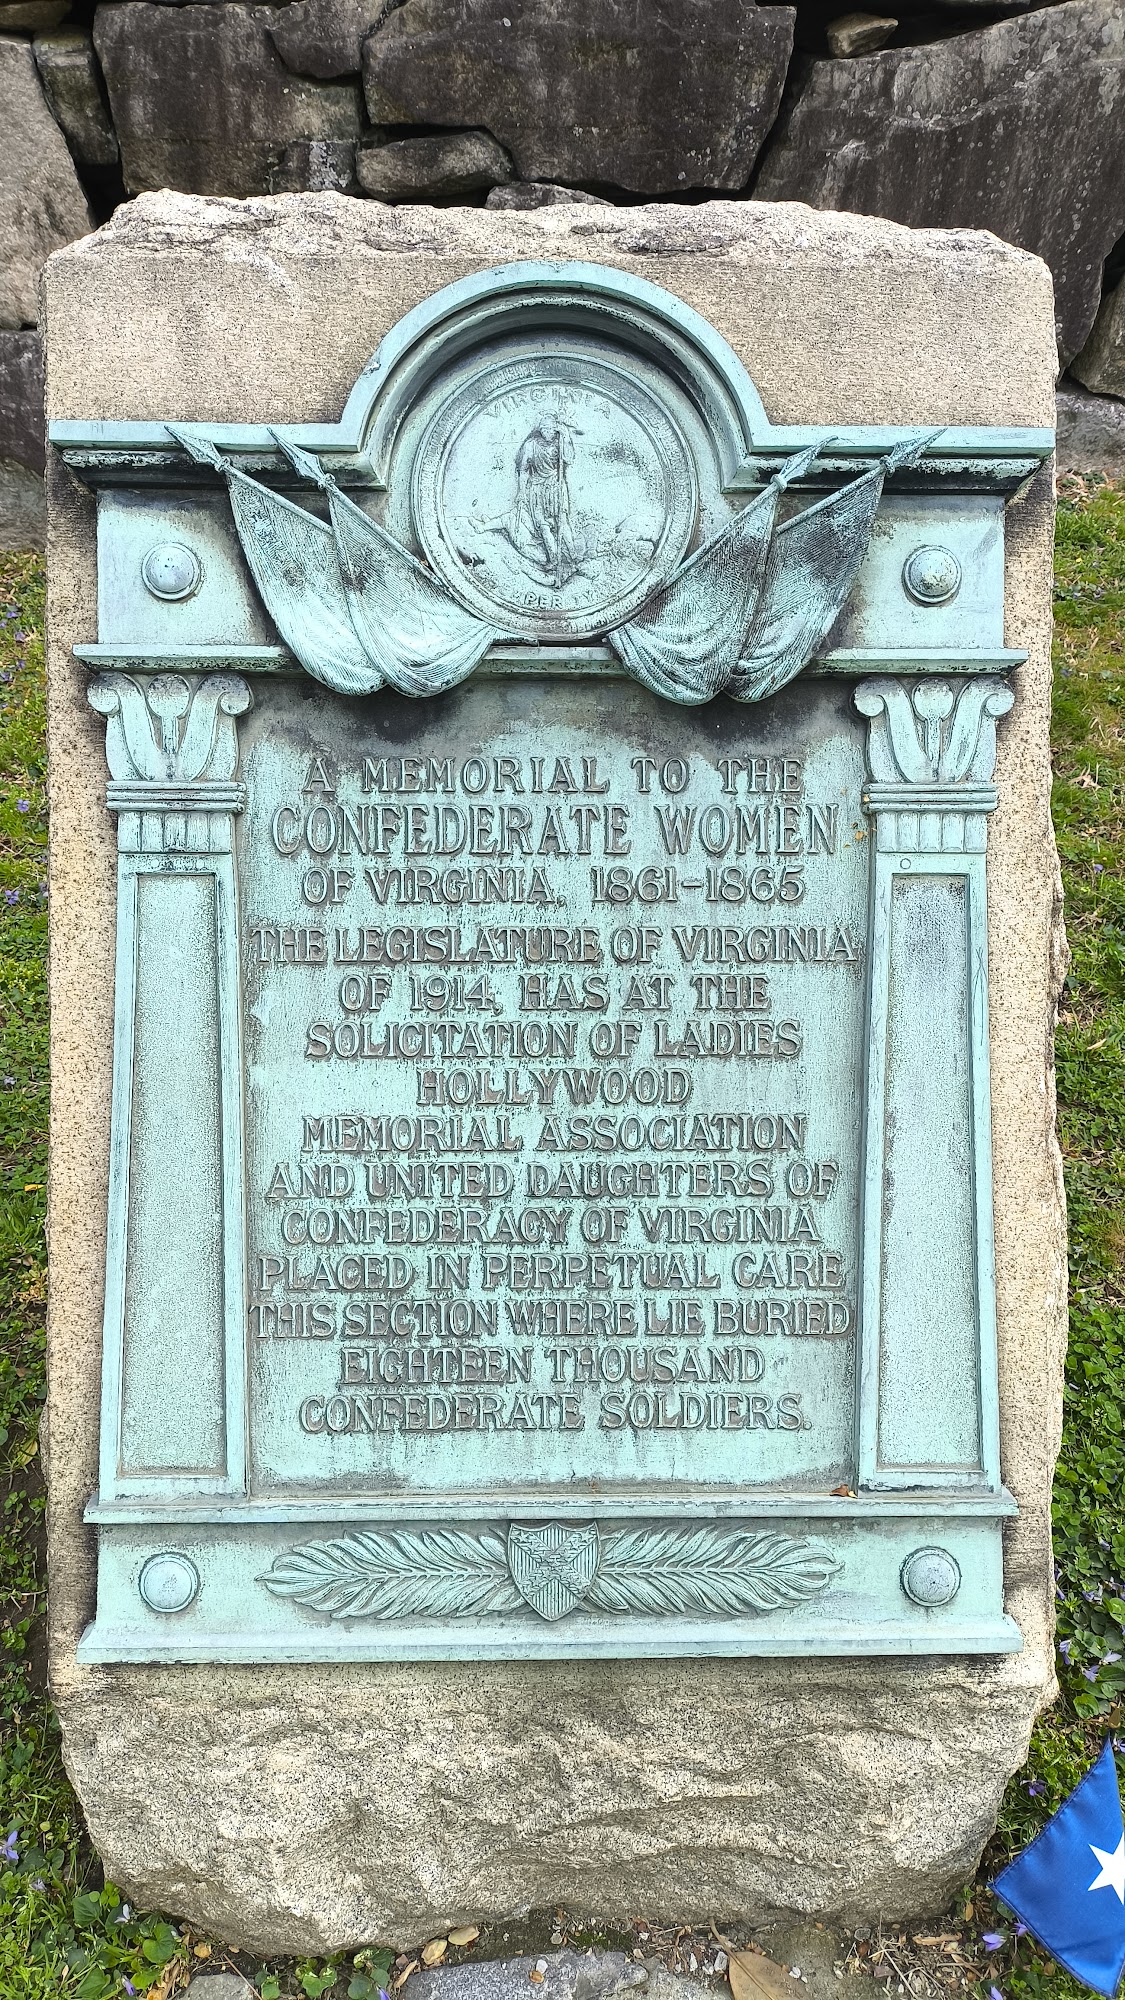 VIRGINIA
A MEMORIAL TO THE
CONFEDERATE WOMEN
OF VIRGINIA, 1861-1865
THE LEGISLATURE OF VIRGINIA
OF 1914, HAS AT THE
SOLICITATION OF LADIES
HOLLYWOOD
MEMORIAL ASSOCIATION
AND UNITED DAUGHTERS OF
CONFEDERACY OF VIRGINIA
PLACED IN PERPETUAL CARE
THIS SECTION WHERE LIE BURIED
EIGHTEEN THOUSAND
CONFEDERATE SOLDIERS.